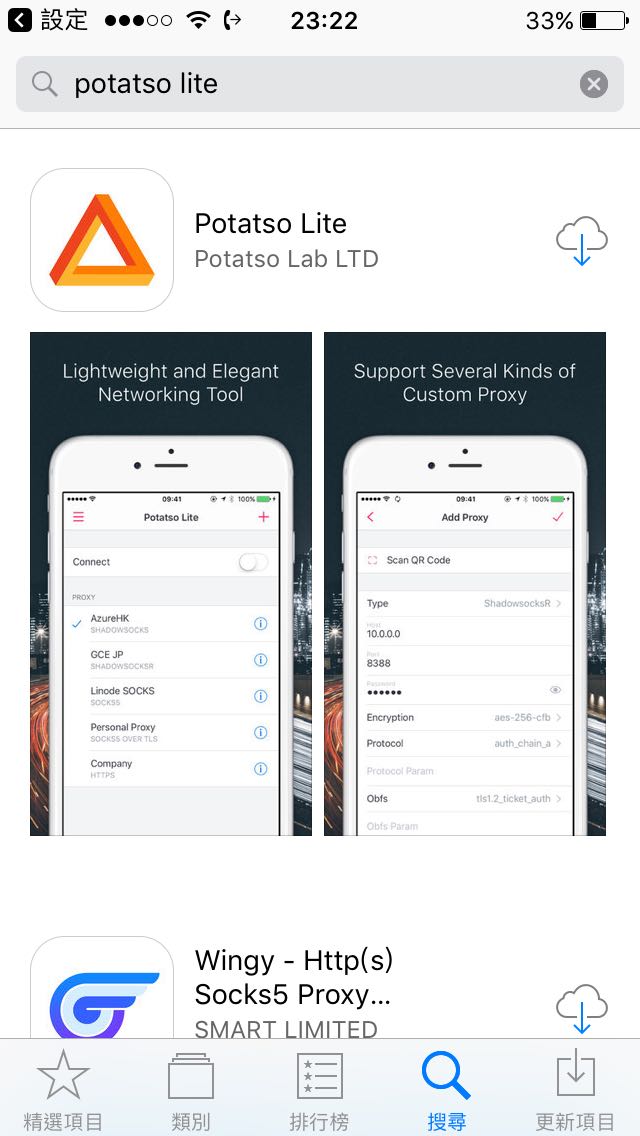 設定 23:22 33%
potatso lite
Potatso Lite
Potatso Lab LTD
Lightweight and Elegant
Networking Tool
09:41 100%
Potatso Lite
Connect
PROXY
AzureHK
SHADOWSOCKS
GCE JP
SHADOWSOCKSR
Linode SOCKS
SOCKS5
Personal Proxy
SOCKS5 OVER TLS
Company
HTTPS
Support Several Kinds of
Custom Proxy
09:41 100%
Add Proxy
Scan QR Code
Type ShadowsocksR
Host
10.0.0.0
Port
8388
Password
Encryption aes-256-cfb
Protocol auth_chain_a
Protocol Param
Obfs tls1.2_ticket_auth
Obfs Param
Wingy - Http(s)
Socks5 Proxy...
SMART LIMITED
精選項目 類別 排行榜 搜尋 更新項目